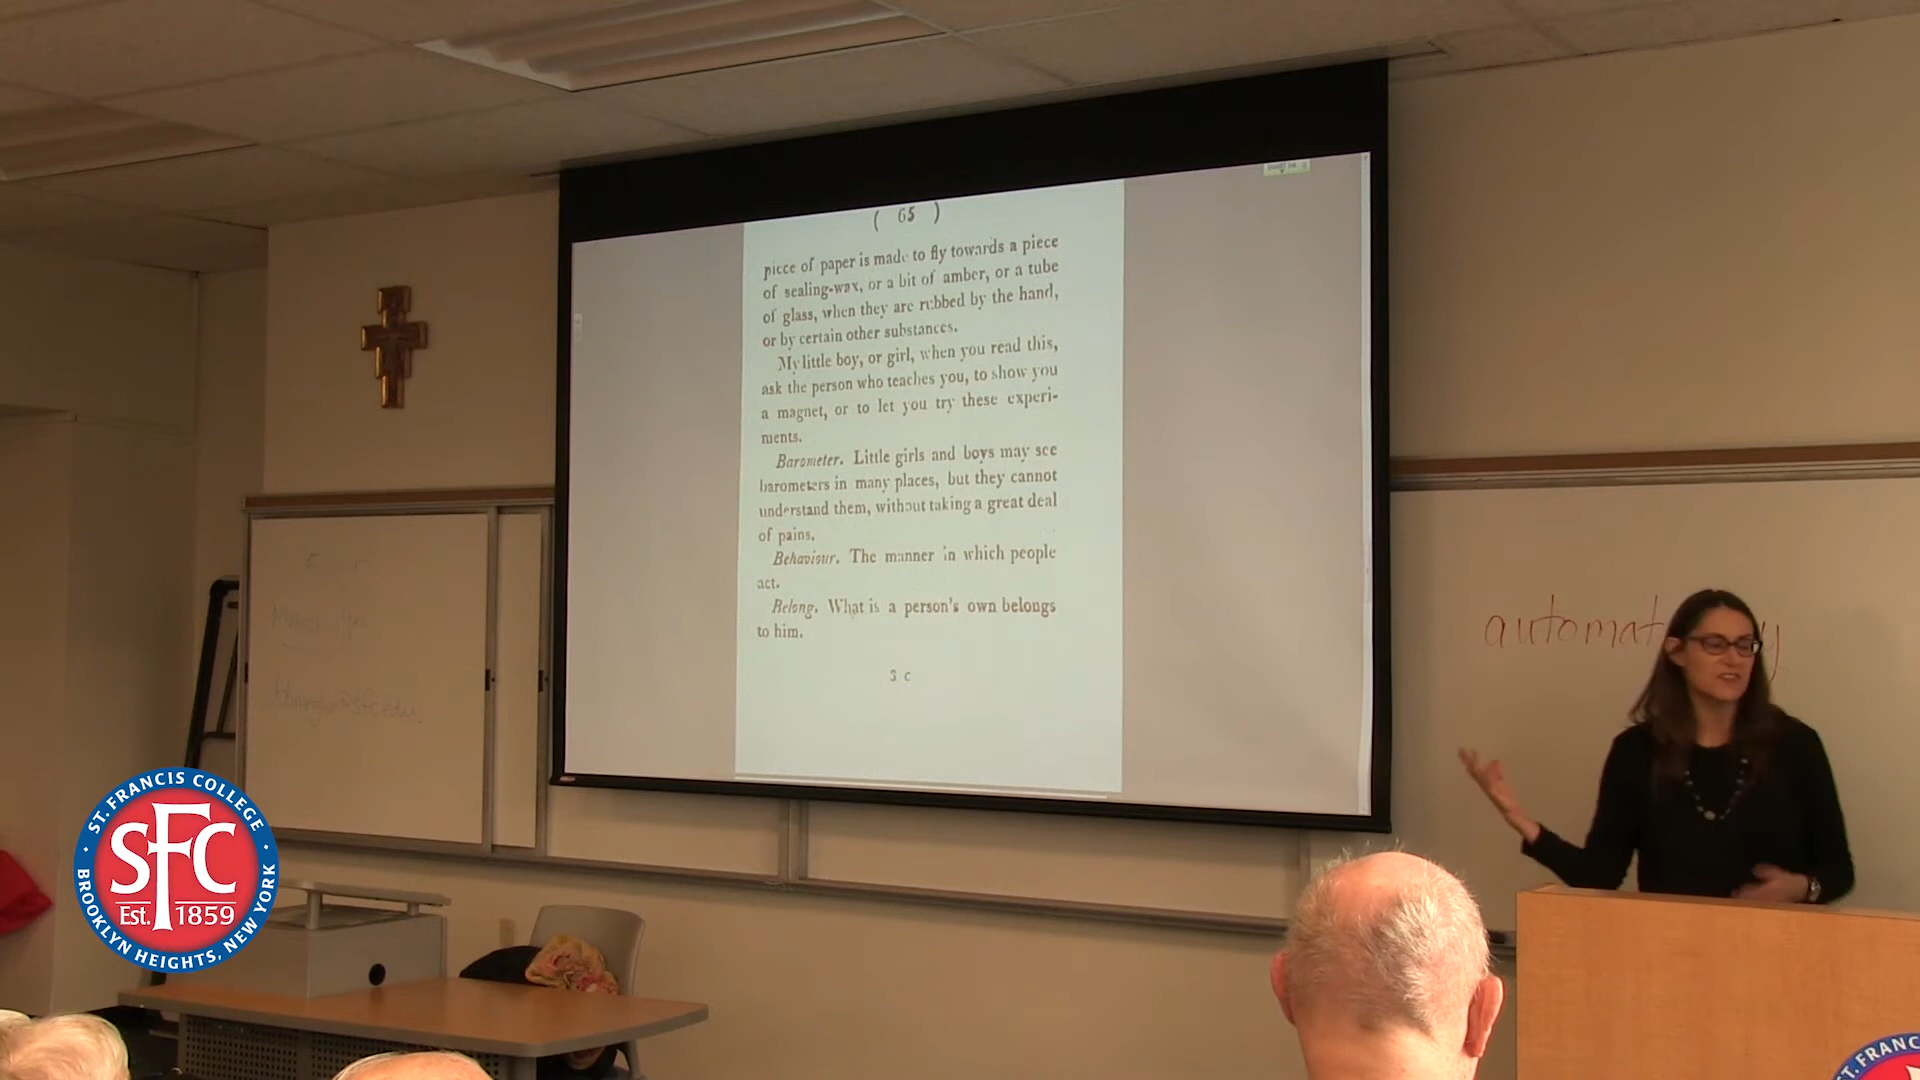 ( 65 )
piece of paper is made to fly towards a piece
of sealing-wax, or a bit of amber, or a tube
of glass, when they are rubbed by the hand,
or by certain other substances.
My little boy, or girl, when you read this,
ask the person who teaches you, to show you
a magnet, or to let you try these experi-
ments.
Barometer. Little girls and boys may see
barometers in many places, but they cannot
understand them, without taking a great deal
of pains.
Behaviour. The manner in which people
act.
Belong. What is a person's own belongs
to him.
3 C
ST. FRANCIS COLLEGE
SFC
Est. 1859
BROOKLYN HEIGHTS, NEW YORK